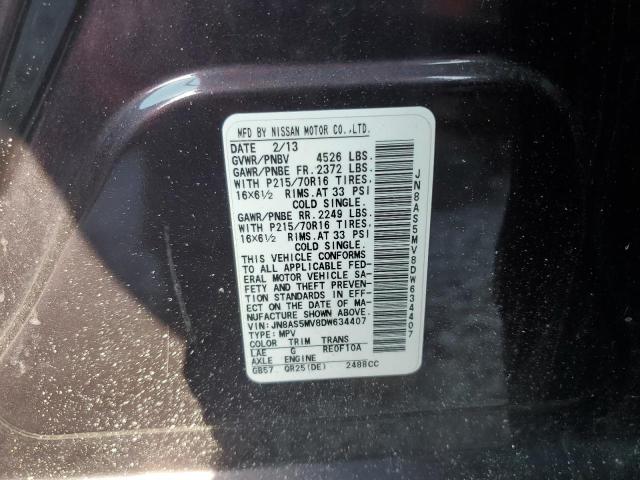 MFD BY NISSAN MOTOR CO.,LTD.
DATE 2/13
GVWR/PNBV 4526 LBS.
GAWR/PNBE FR. 2372 LBS.
WITH P215/70R16 TIRES.
16X6½ RIMS.AT 33 PSI
COLD SINGLE.
GAWR/PNBE RR. 2249 LBS.
WITH P215/70R16 TIRES.
16X6½ RIMS.AT 33 PSI
COLD SINGLE.
THIS VEHICLE CONFORMS
TO ALL APPLICABLE FED-
ERAL MOTOR VEHICLE SA-
FETY AND THEFT PREVENT-
ION STANDARDS IN EFF-
ECT ON THE DATE OF MA-
NUFACTURE SHOWN ABOVE.
VIN: JN8AS5MV8DW634407
TYPE:MPV
COLOR TRIM TRANS
LAE G RE0F10A
AXLE ENGINE
GB57 QR25(DE) 2488CC
JN8AS5MV8DW634407